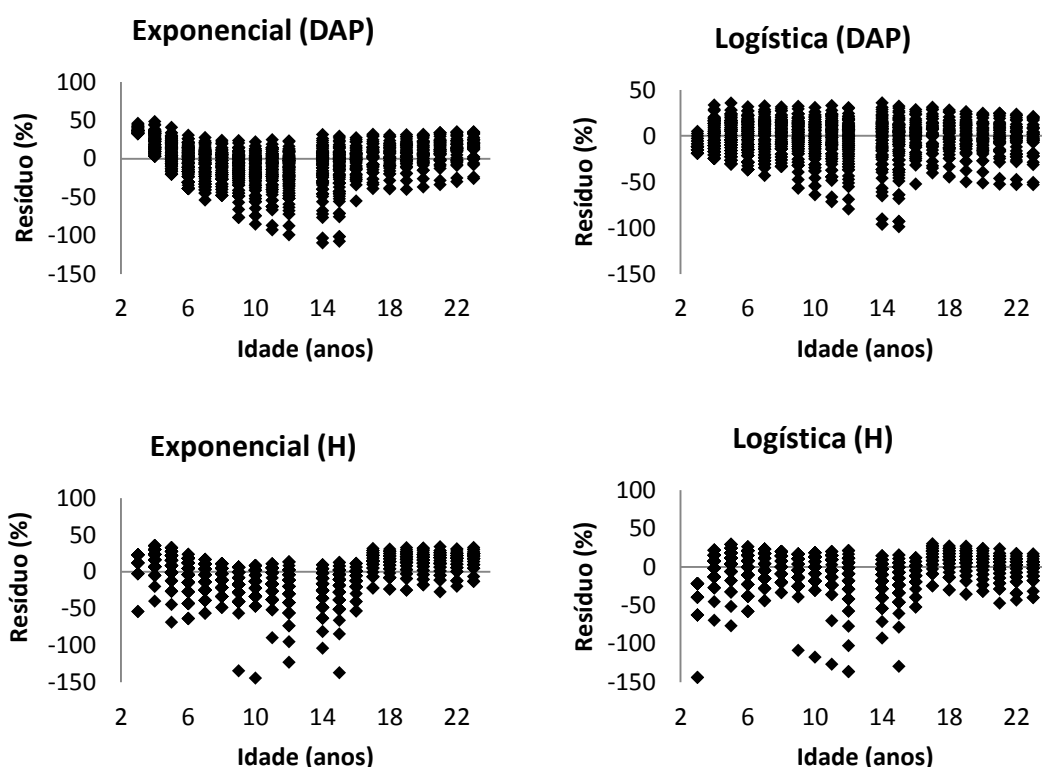 Exponencial (DAP)
100
50
0
-50
-100
-150
Resíduo (%)
2 6 10 14 18 22
Idade (anos)
Logística (DAP)
50
0
-50
-100
-150
Resíduo (%)
2 6 10 14 18 22
Idade (anos)
Exponencial (H)
100
50
0
-50
-100
-150
Resíduo (%)
2 6 10 14 18 22
Idade (anos)
Logística (H)
100
50
0
-50
-100
-150
Resíduo (%)
2 6 10 14 18 22
Idade (anos)